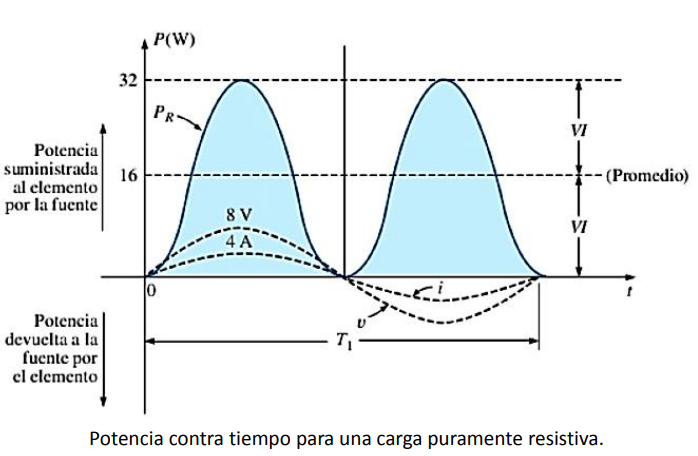 P(W)
32
P_R
Potencia
suministrada
al elemento
por la fuente
16
VI
(Promedio)
8 V
4 A
VI
0
i
t
Potencia
devuelta a la
fuente por
el elemento
υ
T₁
Potencia contra tiempo para una carga puramente resistiva.